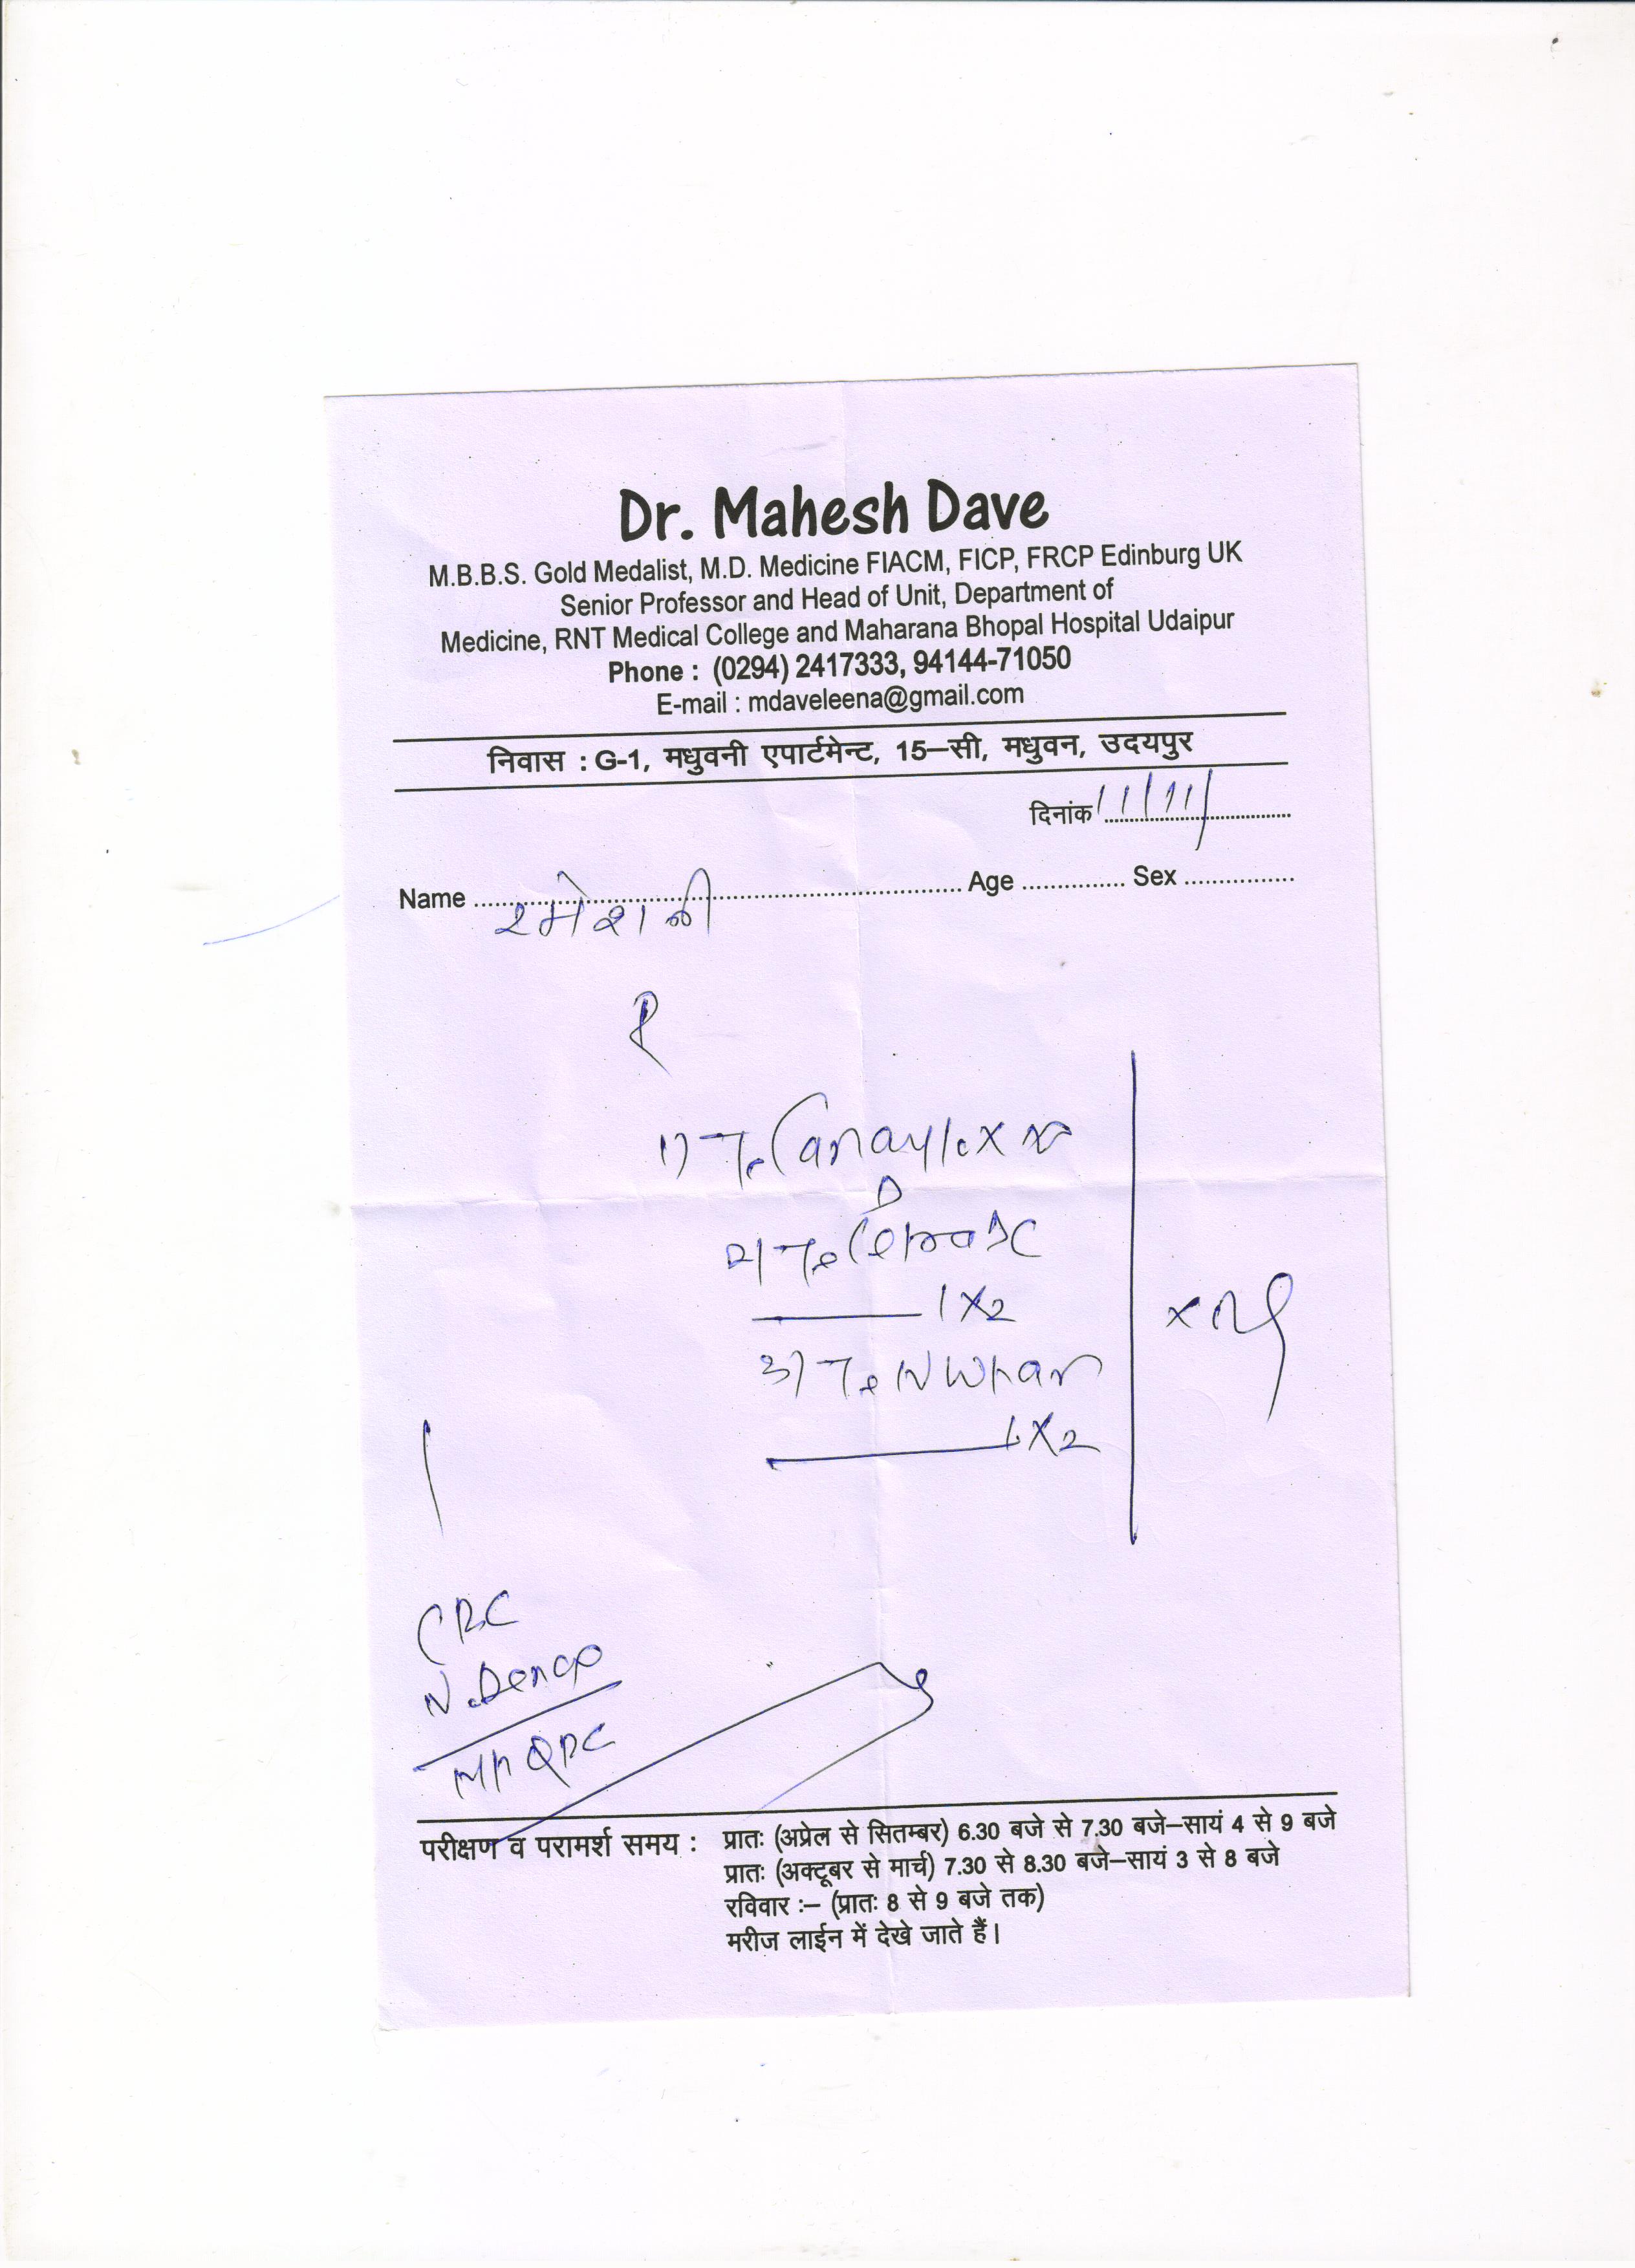 Dr. Mahesh Dave
M.B.B.S. Gold Medalist, M.D. Medicine FIACM, FICP, FRCP Edinburg UK
Senior Professor and Head of Unit, Department of
Medicine, RNT Medical College and Maharana Bhopal Hospital Udaipur
Phone : (0294) 2417333, 94144-71050
E-mail : mdaveleena@gmail.com
निवास : G-1, मधुवनी एपार्टमेन्ट, 15–सी, मधुवन, उदयपुर
दिनांक 11/11/
Name Age Sex
रमेश जी
1) T.
2) T.
1x2
3) T.
1x2
CBC
परीक्षण व परामर्श समय : प्रातः (अप्रेल से सितम्बर) 6.30 बजे से 7.30 बजे–सायं 4 से 9 बजे
प्रातः (अक्टूबर से मार्च) 7.30 से 8.30 बजे–सायं 3 से 8 बजे
रविवार :– (प्रातः 8 से 9 बजे तक)
मरीज लाईन में देखे जाते हैं।